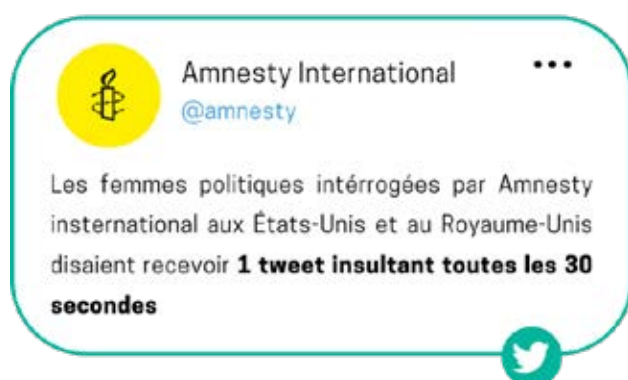 Amnesty International
@amnesty
Les femmes politiques intérrogées par Amnesty
insternational aux États-Unis et au Royaume-Unis
disaient recevoir 1 tweet insultant toutes les 30
secondes